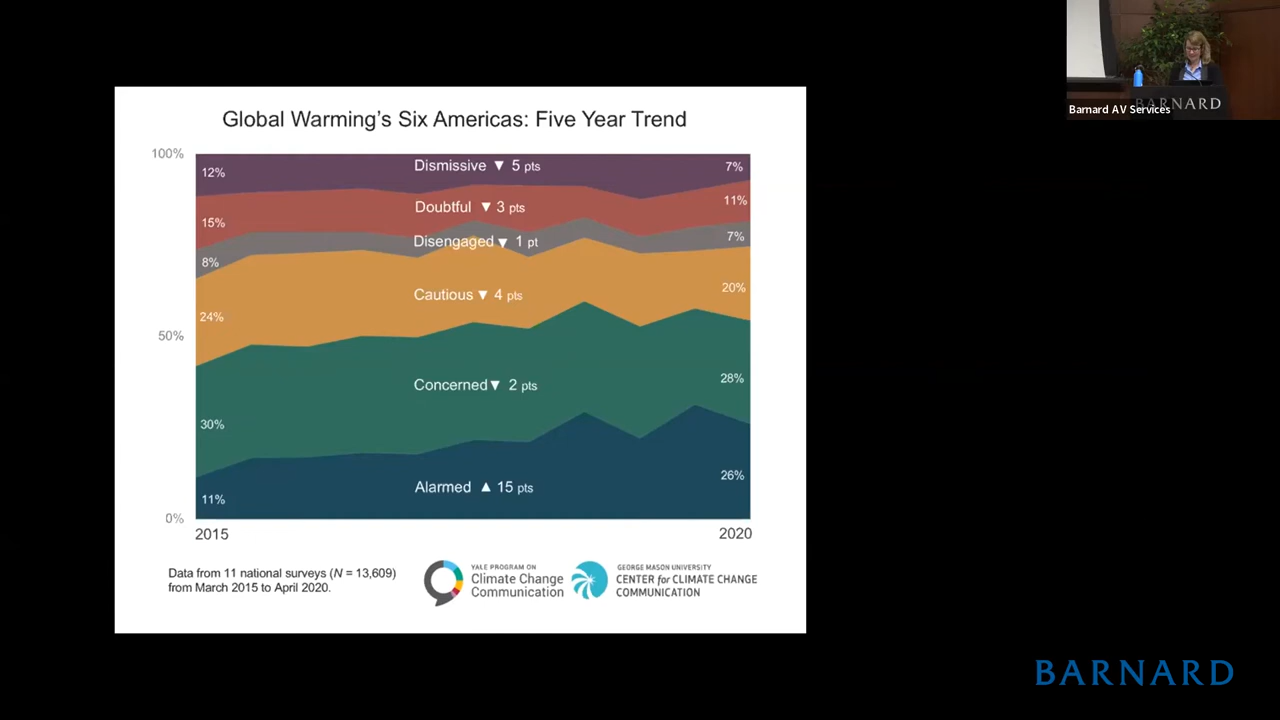 Global Warming's Six Americas: Five Year Trend
100%
50%
0%
12%
15%
8%
24%
30%
11%
Dismissive ▼ 5 pts
Doubtful ▼ 3 pts
Disengaged ▼ 1 pt
Cautious ▼ 4 pts
Concerned ▼ 2 pts
Alarmed ▲ 15 pts
7%
11%
7%
20%
28%
26%
2015
2020
Data from 11 national surveys (N = 13,609)
from March 2015 to April 2020.
YALE PROGRAM ON
Climate Change
Communication
GEORGE MASON UNIVERSITY
CENTER for CLIMATE CHANGE
COMMUNICATION
BARNARD
Barnard AV Services
BARNARD